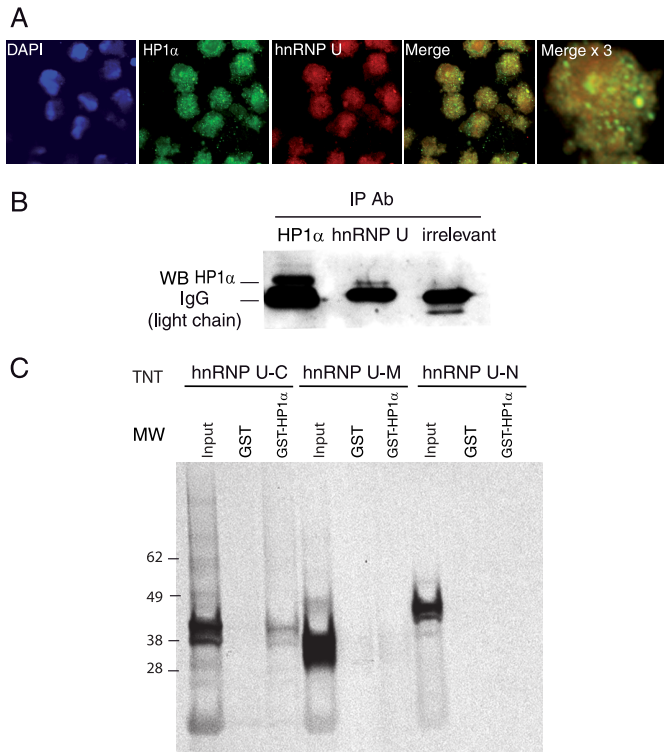 A
DAPI HP1α hnRNP U Merge Merge x 3
B
IP Ab
HP1α hnRNP U irrelevant
WB HP1α
IgG
(light chain)
C
TNT hnRNP U-C hnRNP U-M hnRNP U-N
MW Input GST GST-HP1α Input GST GST-HP1α Input GST GST-HP1α
62
49
38
28